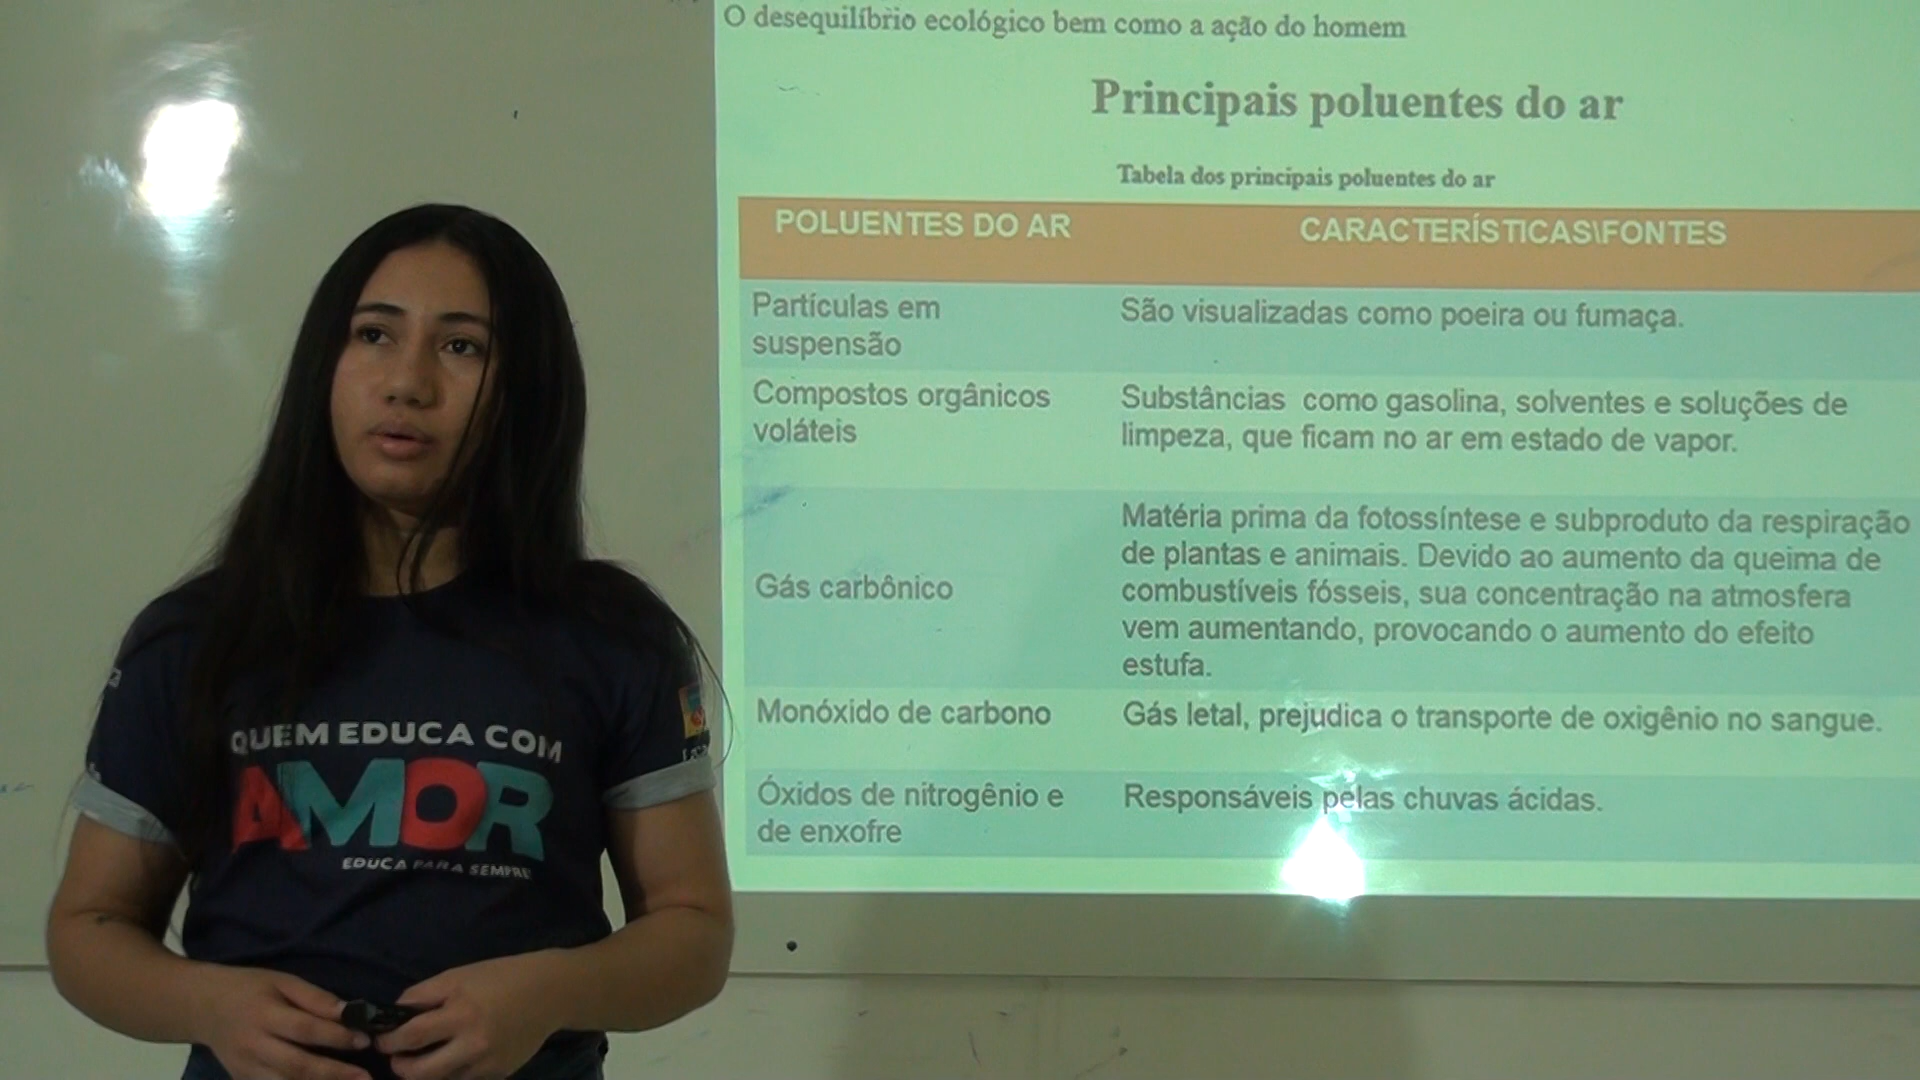 O desequilíbrio ecológico bem como a ação do homem
Principais poluentes do ar
Tabela dos principais poluentes do ar
POLUENTES DO AR
CARACTERÍSTICAS\FONTES
Partículas em
suspensão
São visualizadas como poeira ou fumaça.
Compostos orgânicos
voláteis
Substâncias como gasolina, solventes e soluções de
limpeza, que ficam no ar em estado de vapor.
Gás carbônico
Matéria prima da fotossíntese e subproduto da respiração
de plantas e animais. Devido ao aumento da queima de
combustíveis fósseis, sua concentração na atmosfera
vem aumentando, provocando o aumento do efeito
estufa.
Monóxido de carbono
Gás letal, prejudica o transporte de oxigênio no sangue.
Óxidos de nitrogênio e
de enxofre
Responsáveis pelas chuvas ácidas.
QUEM EDUCA COM
AMOR
EDUCA PARA SEMPRE